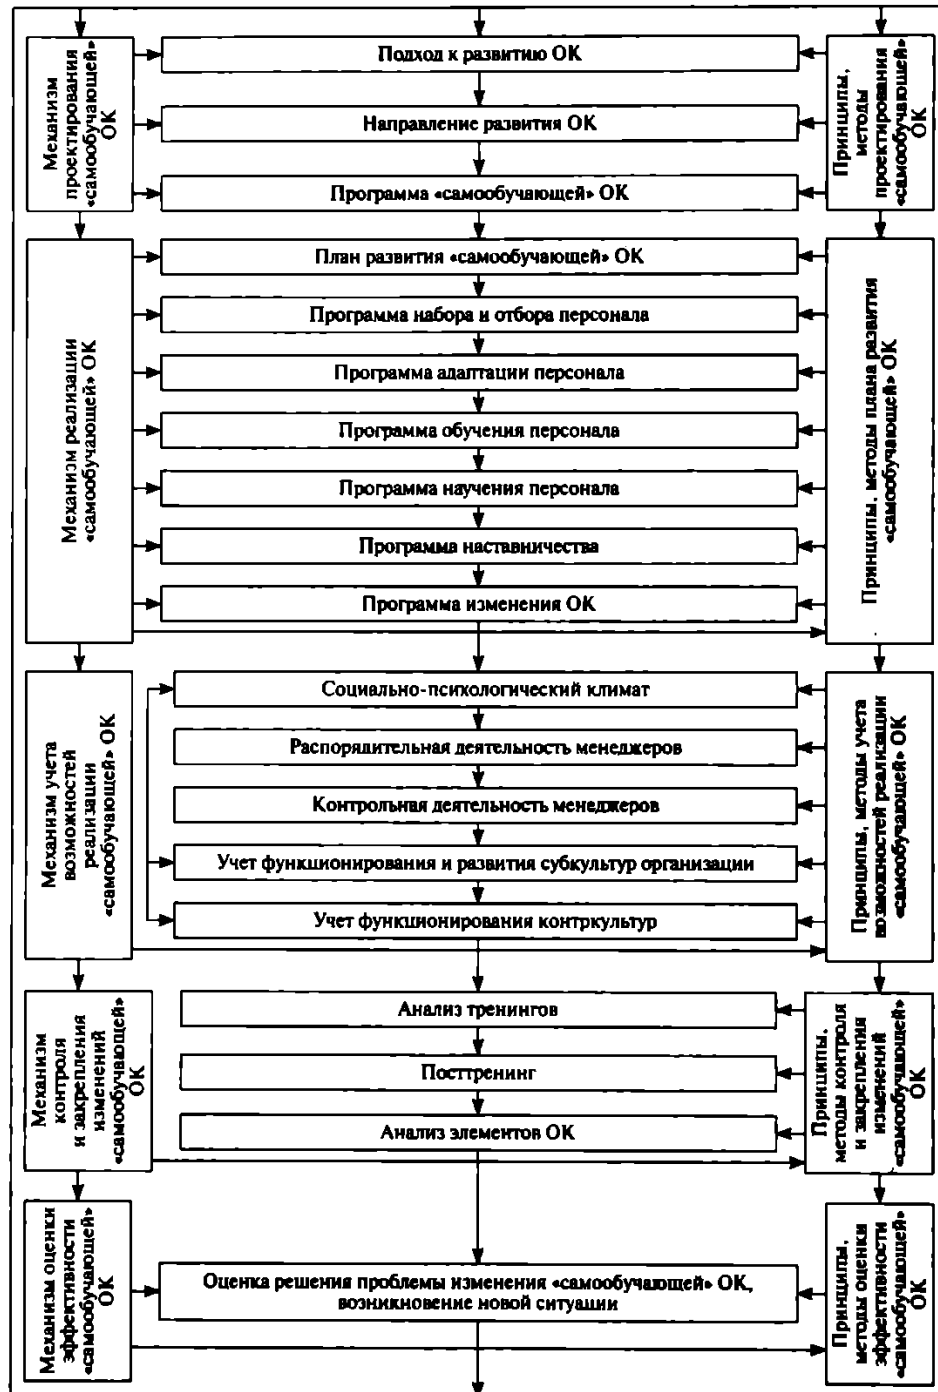 Механизм
проектирования
«самообучающей»
ОК
Подход к развитию ОК
Направление развития ОК
Программа «самообучающей» ОК
Принципы,
методы
проектирования
«самообучающей»
ОК
Механизм реализации
«самообучающей» ОК
План развития «самообучающей» ОК
Программа набора и отбора персонала
Программа адаптации персонала
Программа обучения персонала
Программа научения персонала
Программа наставничества
Программа изменения ОК
Принципы, методы плана развития
«самообучающей» ОК
Механизм учета
возможностей
реализации
«самообучающей» ОК
Социально-психологический климат
Распорядительная деятельность менеджеров
Контрольная деятельность менеджеров
Учет функционирования и развития субкультур организации
Учет функционирования контркультур
Принципы, методы учета
возможностей реализации
«самообучающей» ОК
Механизм
контроля
и закрепления
изменений
«самообучающей»
ОК
Анализ тренингов
Посттренинг
Анализ элементов ОК
Принципы,
методы контроля
и закрепления
изменений
«самообучающей»
ОК
Механизм оценки
эффективности
«самообучающей»
ОК
Оценка решения проблемы изменения «самообучающей» ОК,
возникновение новой ситуации
Принципы,
методы оценки
эффективности
«самообучающей»
ОК